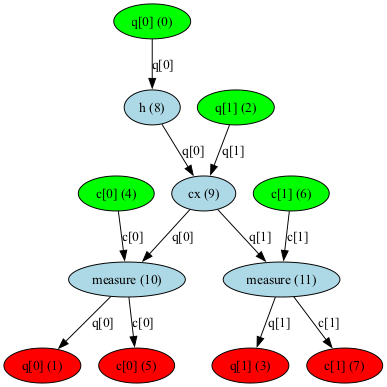 q[0] (0)
q[0]
h (8)
q[1] (2)
q[0]
q[1]
c[0] (4)
cx (9)
c[1] (6)
c[0]
q[0]
q[1]
c[1]
measure (10)
measure (11)
q[0]
c[0]
q[1]
c[1]
q[0] (1)
c[0] (5)
q[1] (3)
c[1] (7)